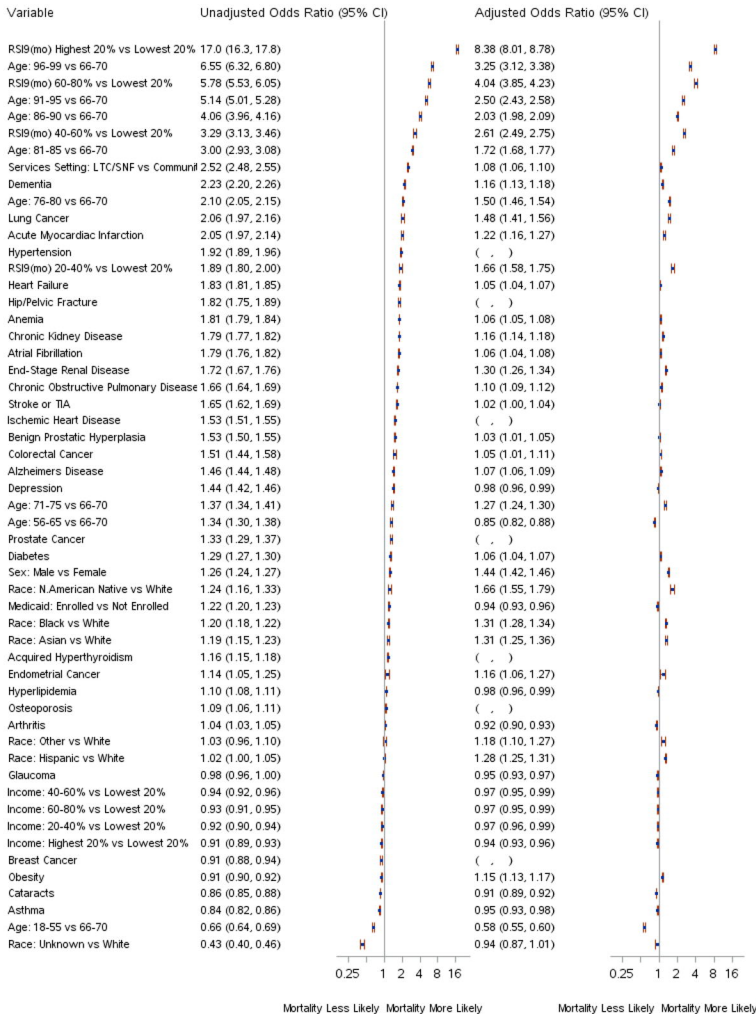 Variable Unadjusted Odds Ratio (95% CI) Adjusted Odds Ratio (95% CI)
RSI9(mo) Highest 20% vs Lowest 20% 17.0 (16.3, 17.8) 8.38 (8.01, 8.78)
Age: 96-99 vs 66-70 6.55 (6.32, 6.80) 3.25 (3.12, 3.38)
RSI9(mo) 60-80% vs Lowest 20% 5.78 (5.53, 6.05) 4.04 (3.85, 4.23)
Age: 91-95 vs 66-70 5.14 (5.01, 5.28) 2.50 (2.43, 2.58)
Age: 86-90 vs 66-70 4.06 (3.96, 4.16) 2.03 (1.98, 2.09)
RSI9(mo) 40-60% vs Lowest 20% 3.29 (3.13, 3.46) 2.61 (2.49, 2.75)
Age: 81-85 vs 66-70 3.00 (2.93, 3.08) 1.72 (1.68, 1.77)
Services Setting: LTC/SNF vs Communit 2.52 (2.48, 2.55) 1.08 (1.06, 1.10)
Dementia 2.23 (2.20, 2.26) 1.16 (1.13, 1.18)
Age: 76-80 vs 66-70 2.10 (2.05, 2.15) 1.50 (1.46, 1.54)
Lung Cancer 2.06 (1.97, 2.16) 1.48 (1.41, 1.56)
Acute Myocardiac Infarction 2.05 (1.97, 2.14) 1.22 (1.16, 1.27)
Hypertension 1.92 (1.89, 1.96) ( , )
RSI9(mo) 20-40% vs Lowest 20% 1.89 (1.80, 2.00) 1.66 (1.58, 1.75)
Heart Failure 1.83 (1.81, 1.85) 1.05 (1.04, 1.07)
Hip/Pelvic Fracture 1.82 (1.75, 1.89) ( , )
Anemia 1.81 (1.79, 1.84) 1.06 (1.05, 1.08)
Chronic Kidney Disease 1.79 (1.77, 1.82) 1.16 (1.14, 1.18)
Atrial Fibrillation 1.79 (1.76, 1.82) 1.06 (1.04, 1.08)
End-Stage Renal Disease 1.72 (1.67, 1.76) 1.30 (1.26, 1.34)
Chronic Obstructive Pulmonary Disease 1.66 (1.64, 1.69) 1.10 (1.09, 1.12)
Stroke or TIA 1.65 (1.62, 1.69) 1.02 (1.00, 1.04)
Ischemic Heart Disease 1.53 (1.51, 1.55) ( , )
Benign Prostatic Hyperplasia 1.53 (1.50, 1.55) 1.03 (1.01, 1.05)
Colorectal Cancer 1.51 (1.44, 1.58) 1.05 (1.01, 1.11)
Alzheimers Disease 1.46 (1.44, 1.48) 1.07 (1.06, 1.09)
Depression 1.44 (1.42, 1.46) 0.98 (0.96, 0.99)
Age: 71-75 vs 66-70 1.37 (1.34, 1.41) 1.27 (1.24, 1.30)
Age: 56-65 vs 66-70 1.34 (1.30, 1.38) 0.85 (0.82, 0.88)
Prostate Cancer 1.33 (1.29, 1.37) ( , )
Diabetes 1.29 (1.27, 1.30) 1.06 (1.04, 1.07)
Sex: Male vs Female 1.26 (1.24, 1.27) 1.44 (1.42, 1.46)
Race: N.American Native vs White 1.24 (1.16, 1.33) 1.66 (1.55, 1.79)
Medicaid: Enrolled vs Not Enrolled 1.22 (1.20, 1.23) 0.94 (0.93, 0.96)
Race: Black vs White 1.20 (1.18, 1.22) 1.31 (1.28, 1.34)
Race: Asian vs White 1.19 (1.15, 1.23) 1.31 (1.25, 1.36)
Acquired Hyperthyroidism 1.16 (1.15, 1.18) ( , )
Endometrial Cancer 1.14 (1.05, 1.25) 1.16 (1.06, 1.27)
Hyperlipidemia 1.10 (1.08, 1.11) 0.98 (0.96, 0.99)
Osteoporosis 1.09 (1.06, 1.11) ( , )
Arthritis 1.04 (1.03, 1.05) 0.92 (0.90, 0.93)
Race: Other vs White 1.03 (0.96, 1.10) 1.18 (1.10, 1.27)
Race: Hispanic vs White 1.02 (1.00, 1.05) 1.28 (1.25, 1.31)
Glaucoma 0.98 (0.96, 1.00) 0.95 (0.93, 0.97)
Income: 40-60% vs Lowest 20% 0.94 (0.92, 0.96) 0.97 (0.95, 0.99)
Income: 60-80% vs Lowest 20% 0.93 (0.91, 0.95) 0.97 (0.95, 0.99)
Income: 20-40% vs Lowest 20% 0.92 (0.90, 0.94) 0.97 (0.96, 0.99)
Income: Highest 20% vs Lowest 20% 0.91 (0.89, 0.93) 0.94 (0.93, 0.96)
Breast Cancer 0.91 (0.88, 0.94) ( , )
Obesity 0.91 (0.90, 0.92) 1.15 (1.13, 1.17)
Cataracts 0.86 (0.85, 0.88) 0.91 (0.89, 0.92)
Asthma 0.84 (0.82, 0.86) 0.95 (0.93, 0.98)
Age: 18-55 vs 66-70 0.66 (0.64, 0.69) 0.58 (0.55, 0.60)
Race: Unknown vs White 0.43 (0.40, 0.46) 0.94 (0.87, 1.01)
0.25 1 2 4 8 16 0.25 1 2 4 8 16
Mortality Less Likely Mortality More Likely Mortality Less Likely Mortality More Likely